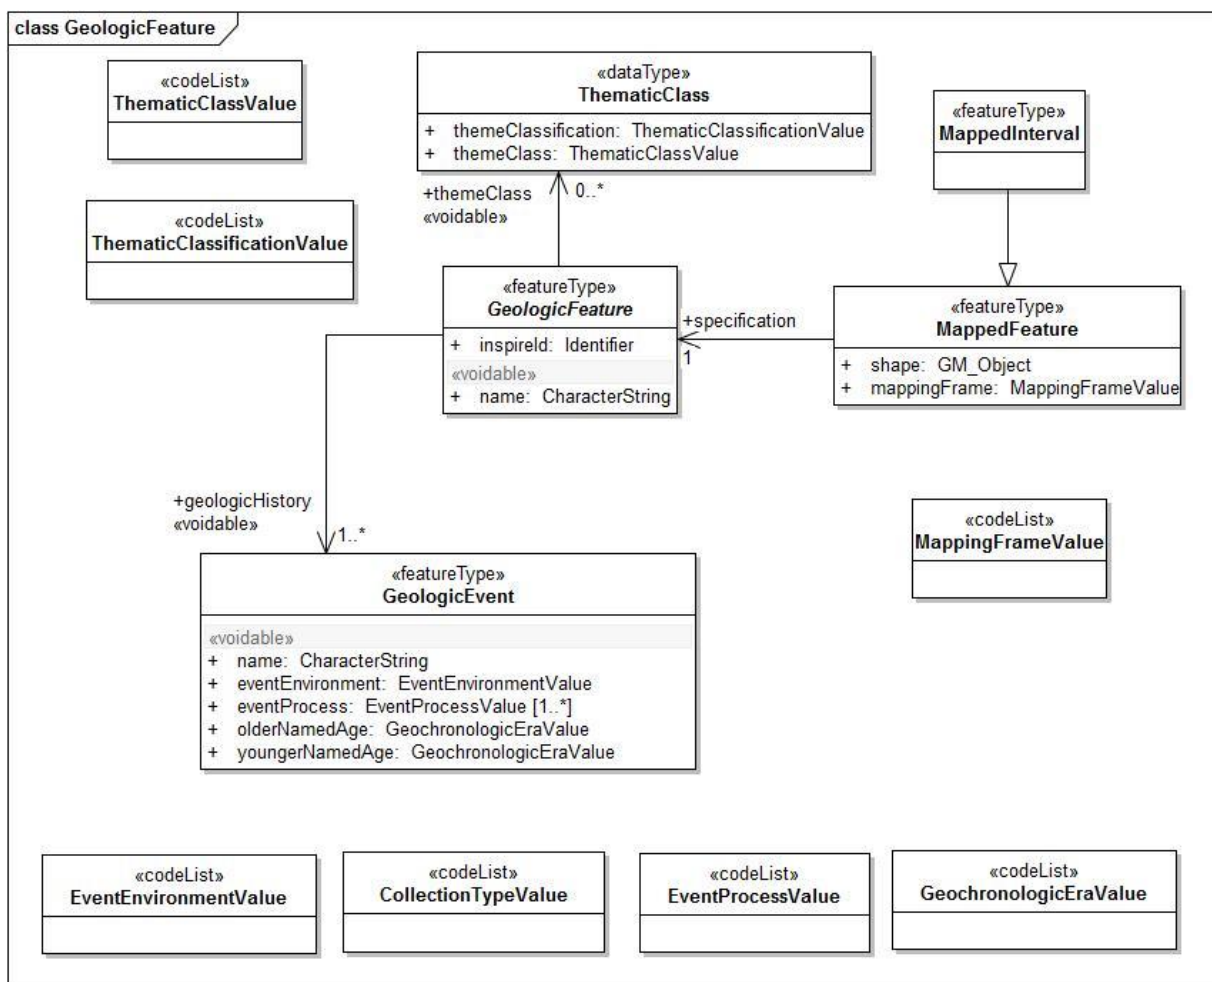 class GeologicFeature
«codeList»
ThematicClassValue
«dataType»
ThematicClass
+ themeClassification: ThematicClassificationValue
+ themeClass: ThematicClassValue
«featureType»
MappedInterval
«codeList»
ThematicClassificationValue
+themeClass
«voidable»
0..*
«featureType»
GeologicFeature
+ inspireId: Identifier
«voidable»
+ name: CharacterString
+specification
1
«featureType»
MappedFeature
+ shape: GM_Object
+ mappingFrame: MappingFrameValue
+geologicHistory
«voidable»
1..*
«codeList»
MappingFrameValue
«featureType»
GeologicEvent
«voidable»
+ name: CharacterString
+ eventEnvironment: EventEnvironmentValue
+ eventProcess: EventProcessValue [1..*]
+ olderNamedAge: GeochronologicEraValue
+ youngerNamedAge: GeochronologicEraValue
«codeList»
EventEnvironmentValue
«codeList»
CollectionTypeValue
«codeList»
EventProcessValue
«codeList»
GeochronologicEraValue